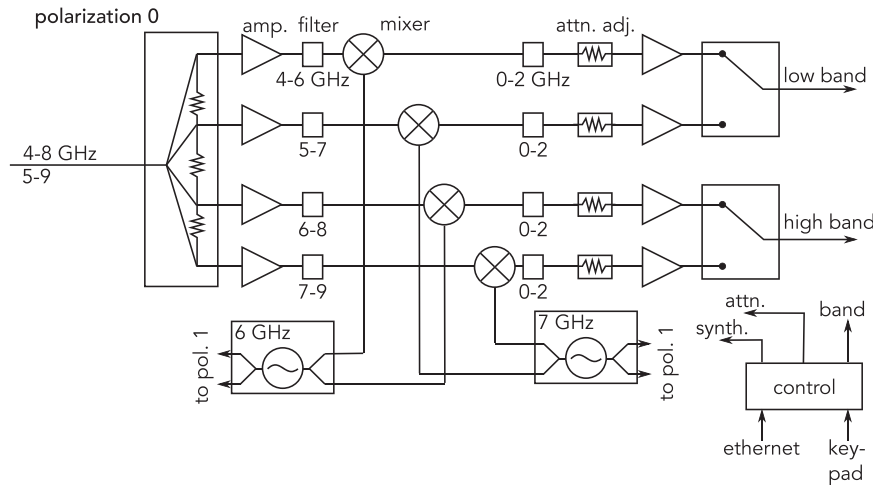 polarization 0
amp. filter mixer attn. adj.
4-6 GHz 0-2 GHz
low band
4-8 GHz
5-9
5-7 0-2
6-8 0-2
high band
7-9 0-2
6 GHz
7 GHz
to pol. 1
to pol. 1
attn.
synth.
band
control
ethernet
key-
pad